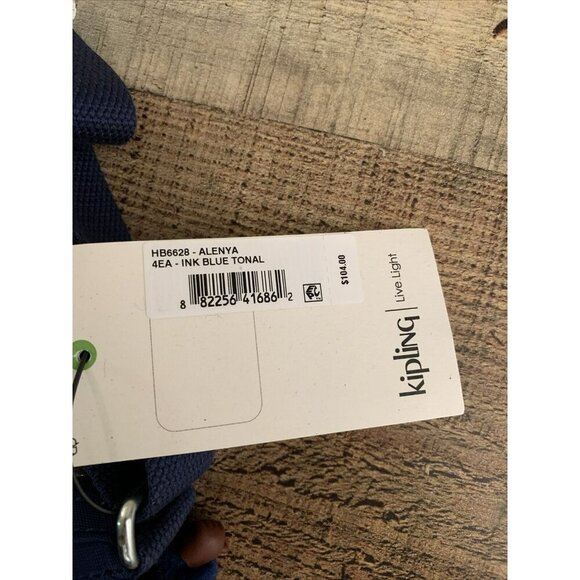 HB6628 - ALENYA
4EA - INK BLUE TONAL
8 82256 41686 2
$104.00
kipling | Live Light